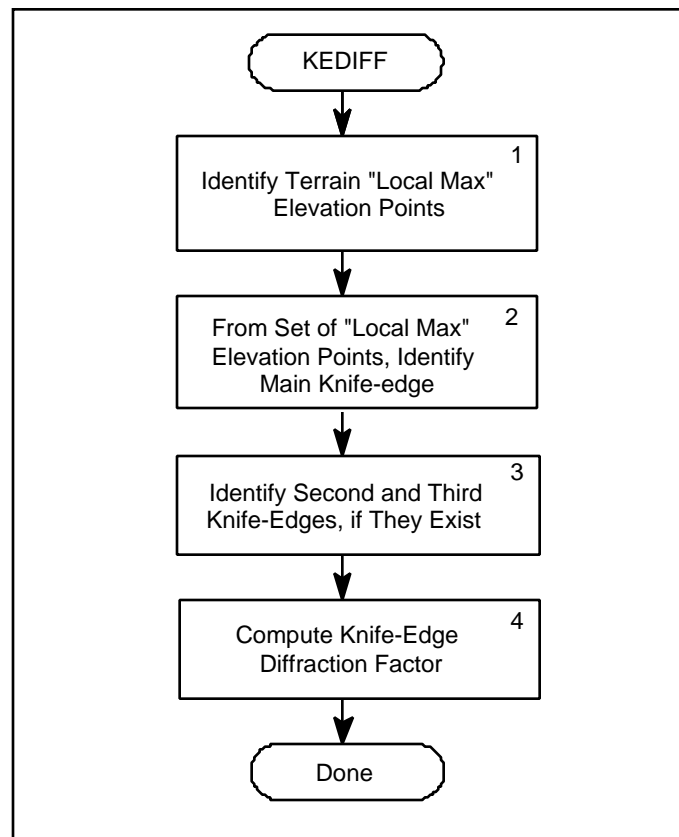 KEDIFF
1
Identify Terrain "Local Max"
Elevation Points
2
From Set of "Local Max"
Elevation Points, Identify
Main Knife-edge
3
Identify Second and Third
Knife-Edges, if They Exist
4
Compute Knife-Edge
Diffraction Factor
Done